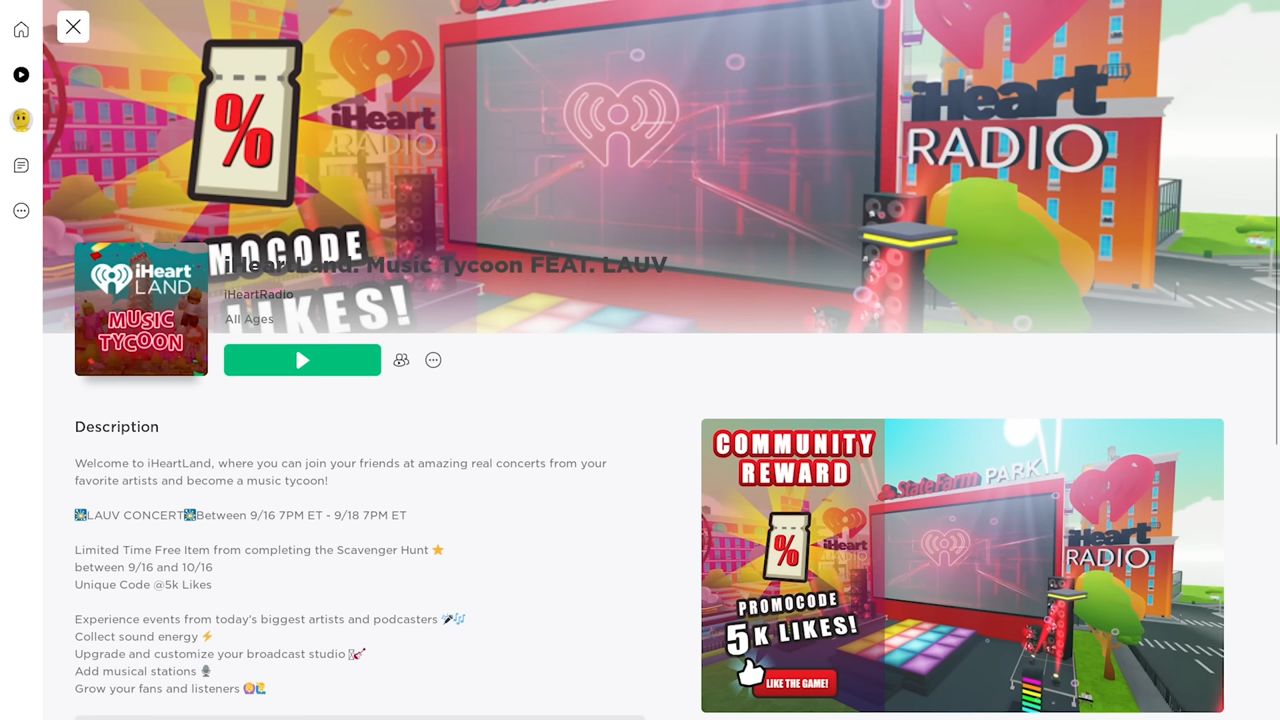 %
iHeart
RADIO
iHeart
RADIO
MOCODE
IKES!
iHeart
LAND
MUSIC
TYCOON
iHeartLand: Music Tycoon FEAT. LAUV
iHeartRadio
All Ages
Description
Welcome to iHeartLand, where you can join your friends at amazing real concerts from your
favorite artists and become a music tycoon!
🎆LAUV CONCERT🎆Between 9/16 7PM ET - 9/18 7PM ET
Limited Time Free Item from completing the Scavenger Hunt ⭐
between 9/16 and 10/16
Unique Code @5k Likes
Experience events from today's biggest artists and podcasters 🎤🎶
Collect sound energy ⚡
Upgrade and customize your broadcast studio 🎸
Add musical stations 🎙
Grow your fans and listeners
COMMUNITY
REWARD
%
iHeart
RADIO
PROMOCODE
5K LIKES!
LIKE THE GAME!
StateFarm PARK
iHeart
RADIO